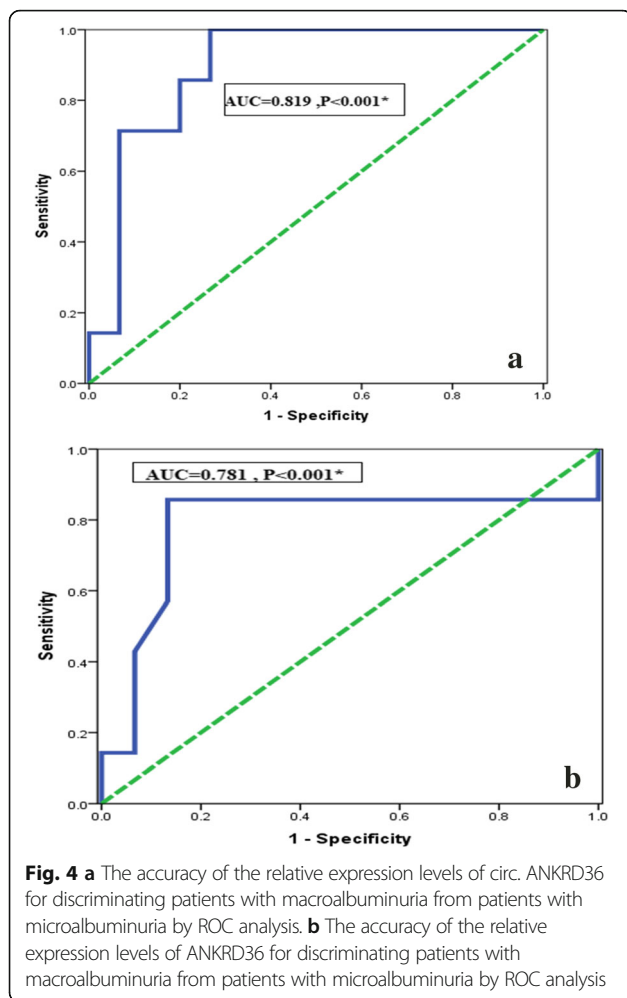 1.0
0.8
0.6
0.4
0.2
0.0
Sensitivity
AUC=0.819 ,P<0.001*
a
0.0 0.2 0.4 0.6 0.8 1.0
1 - Specificity
1.0
0.8
0.6
0.4
0.2
0.0
Sensitivity
AUC=0.781 , P<0.001*
b
0.0 0.2 0.4 0.6 0.8 1.0
1 - Specificity
Fig. 4 a The accuracy of the relative expression levels of circ. ANKRD36
for discriminating patients with macroalbuminuria from patients with
microalbuminuria by ROC analysis. b The accuracy of the relative
expression levels of ANKRD36 for discriminating patients with
macroalbuminuria from patients with microalbuminuria by ROC analysis